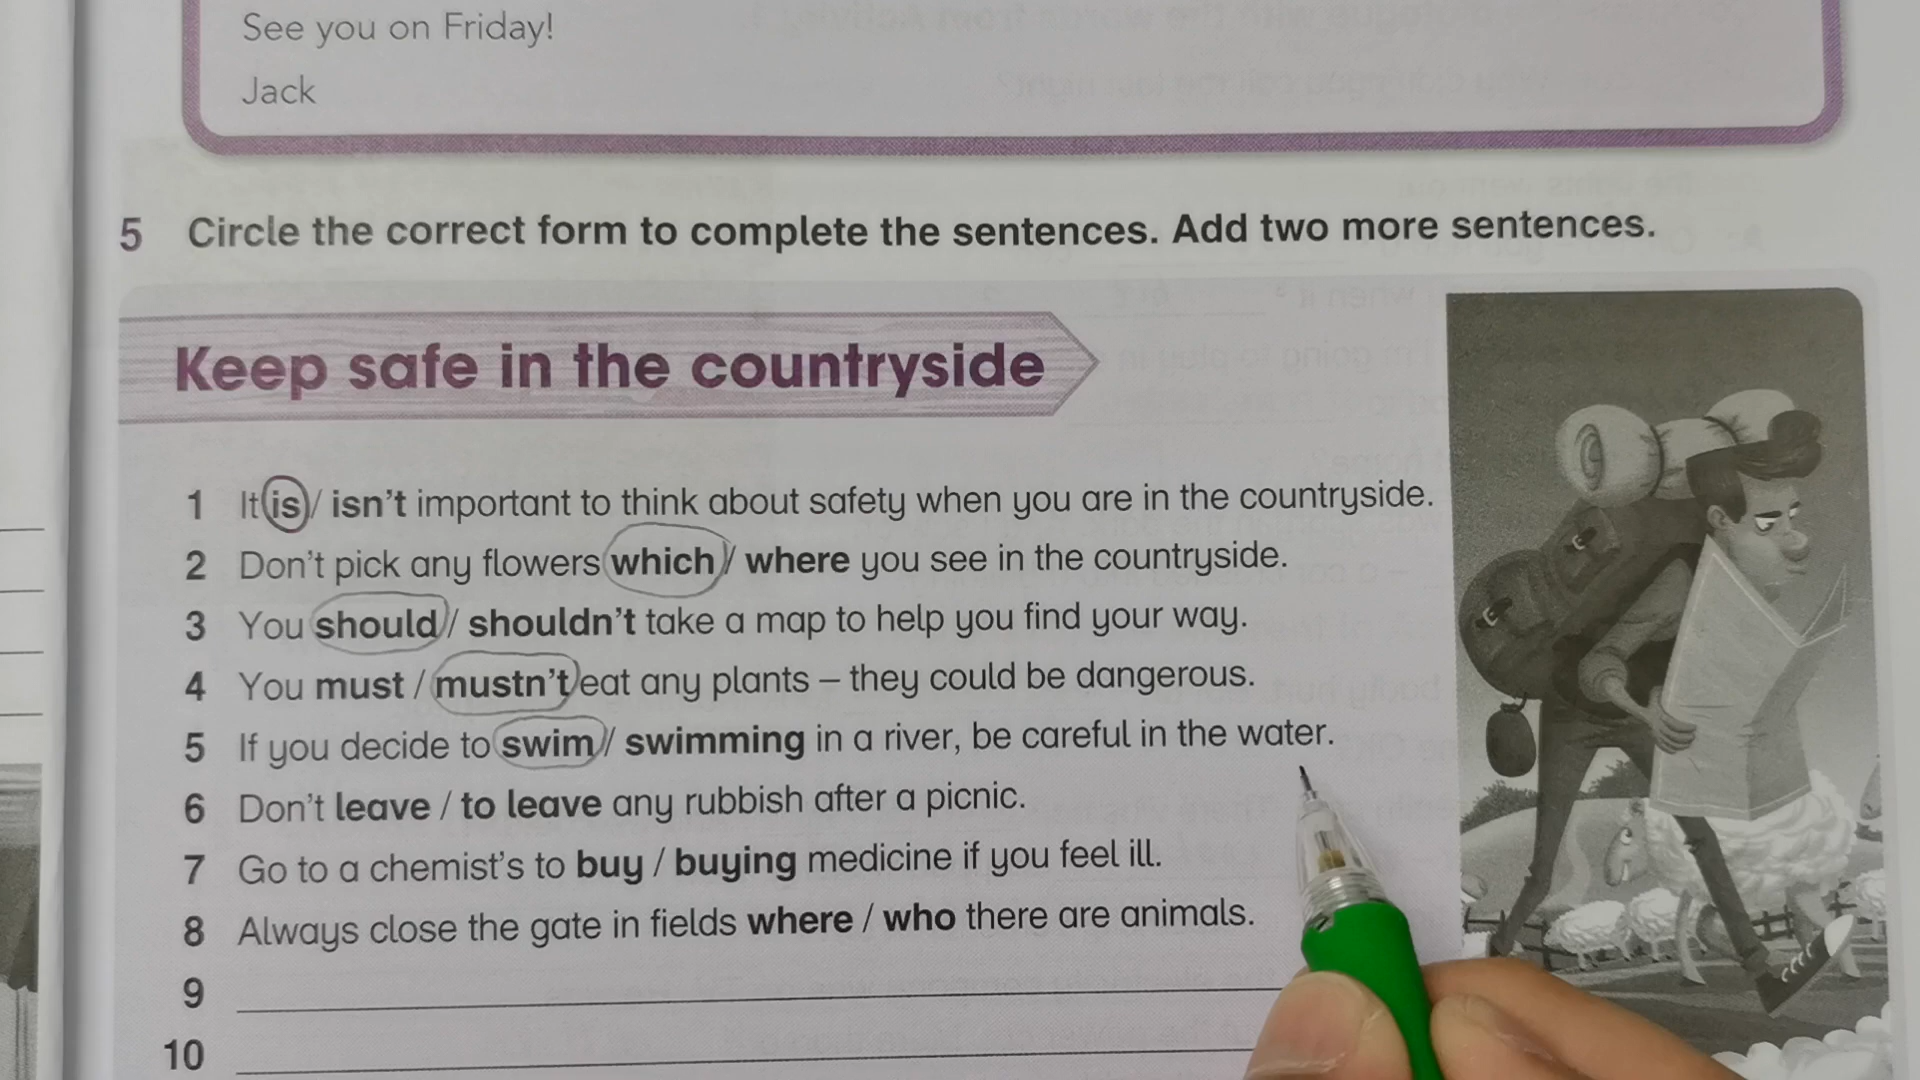 See you on Friday!
Jack
5 Circle the correct form to complete the sentences. Add two more sentences.
Keep safe in the countryside
1 It is / isn't important to think about safety when you are in the countryside.
2 Don't pick any flowers which / where you see in the countryside.
3 You should / shouldn't take a map to help you find your way.
4 You must / mustn't eat any plants – they could be dangerous.
5 If you decide to swim / swimming in a river, be careful in the water.
6 Don't leave / to leave any rubbish after a picnic.
7 Go to a chemist's to buy / buying medicine if you feel ill.
8 Always close the gate in fields where / who there are animals.
9
10